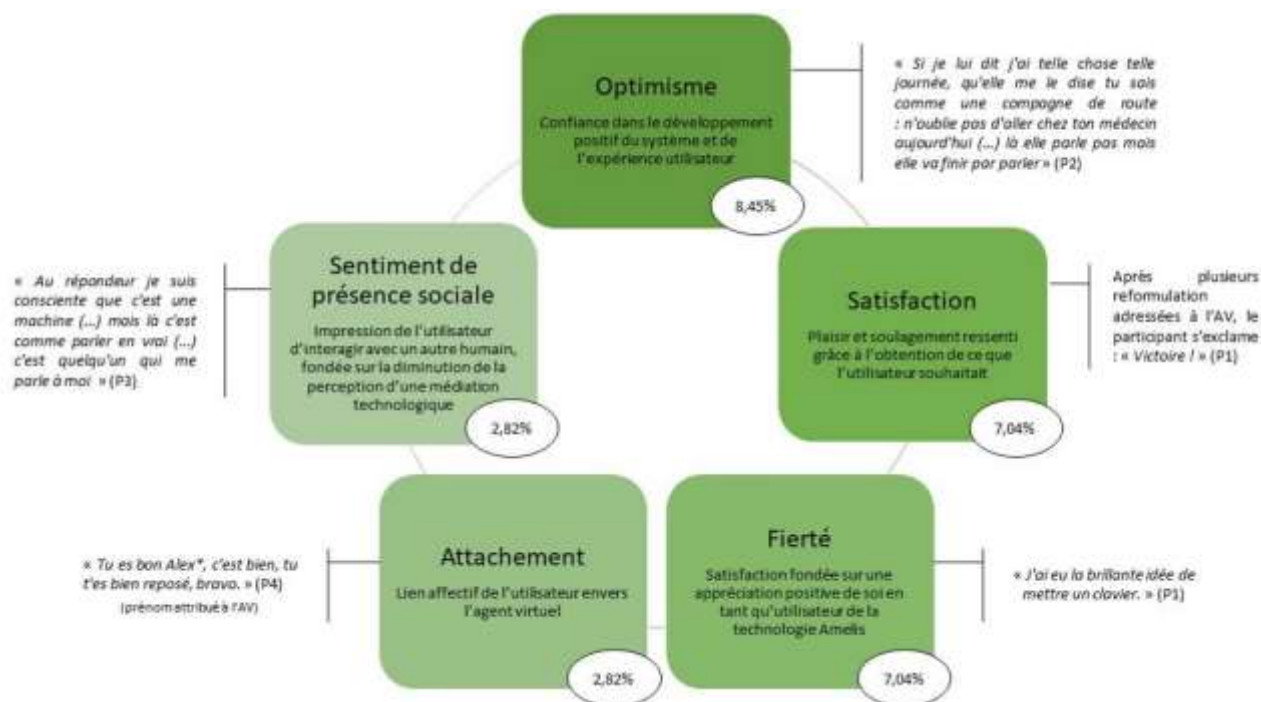 Optimisme
Confiance dans le développement
positif du système et de
l'expérience utilisateur
8,45%
« Si je lui dit j'ai telle chose telle
journée, qu'elle me le dise tu sais
comme une compagne de route
: n'oublie pas d'aller chez ton médecin
aujourd'hui (...) là elle parle pas mais
elle va finir par parler » (P2)
Satisfaction
Plaisir et soulagement ressenti
grâce à l'obtention de ce que
l'utilisateur souhaitait
7,04%
Après plusieurs
reformulation
adressées à l'AV, le
participant s'exclame
: « Victoire ! » (P1)
Fierté
Satisfaction fondée sur une
appréciation positive de soi en
tant qu'utilisateur de la
technologie Amelis
7,04%
« J'ai eu la brillante idée de
mettre un clavier. » (P1)
Attachement
Lien affectif de l'utilisateur envers
l'agent virtuel
2,82%
« Tu es bon Alex*, c'est bien, tu
t'es bien reposé, bravo. » (P4)
(prénom attribué à l'AV)
Sentiment de
présence sociale
Impression de l'utilisateur
d'interagir avec un autre humain,
fondée sur la diminution de la
perception d'une médiation
technologique
2,82%
« Au répondeur je suis
consciente que c'est une
machine (...) mais là c'est
comme parler en vrai (...)
c'est quelqu'un qui me
parle à moi » (P3)